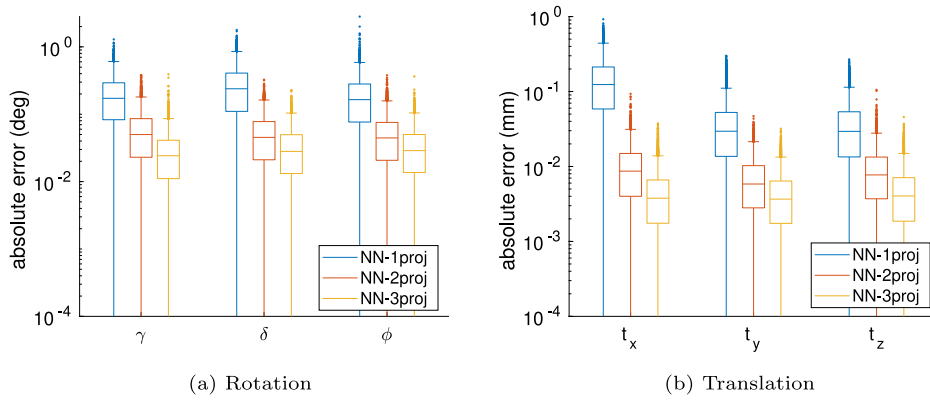 absolute error (deg)
10^0
10^-2
10^-4
NN-1proj
NN-2proj
NN-3proj
γ
δ
ϕ
(a) Rotation
absolute error (mm)
10^0
10^-1
10^-2
10^-3
10^-4
NN-1proj
NN-2proj
NN-3proj
t_x
t_y
t_z
(b) Translation